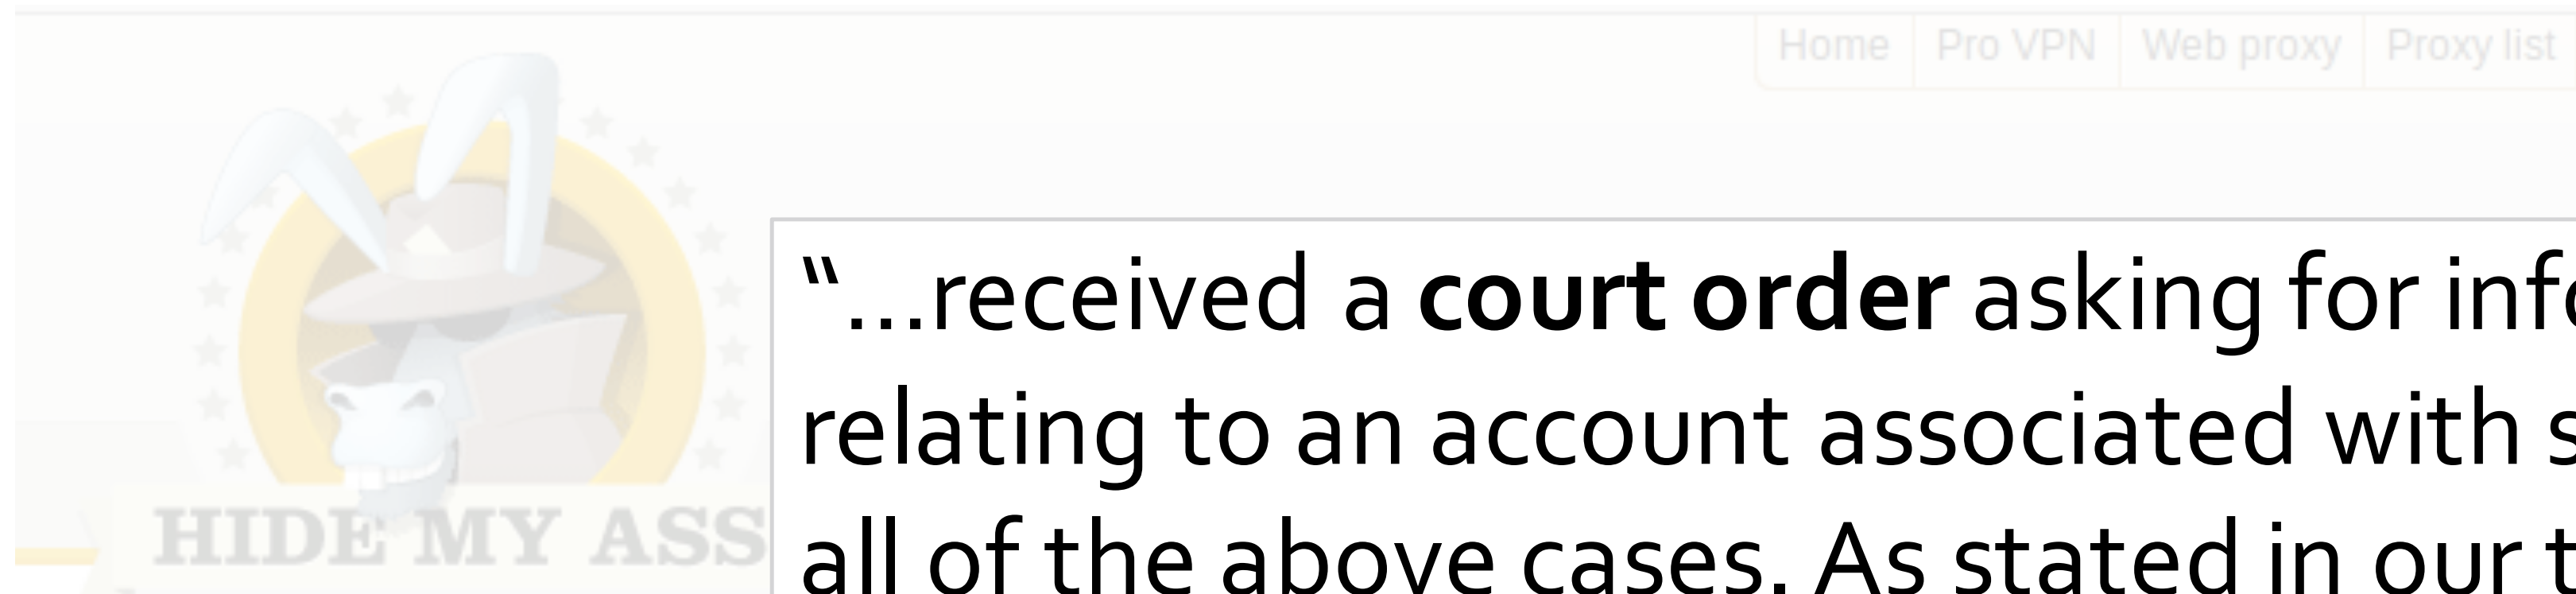 Home Pro VPN Web proxy Proxy list
“...received a court order asking for
relating to an account associated with
all of the above cases. As stated in our
HIDE MY ASS